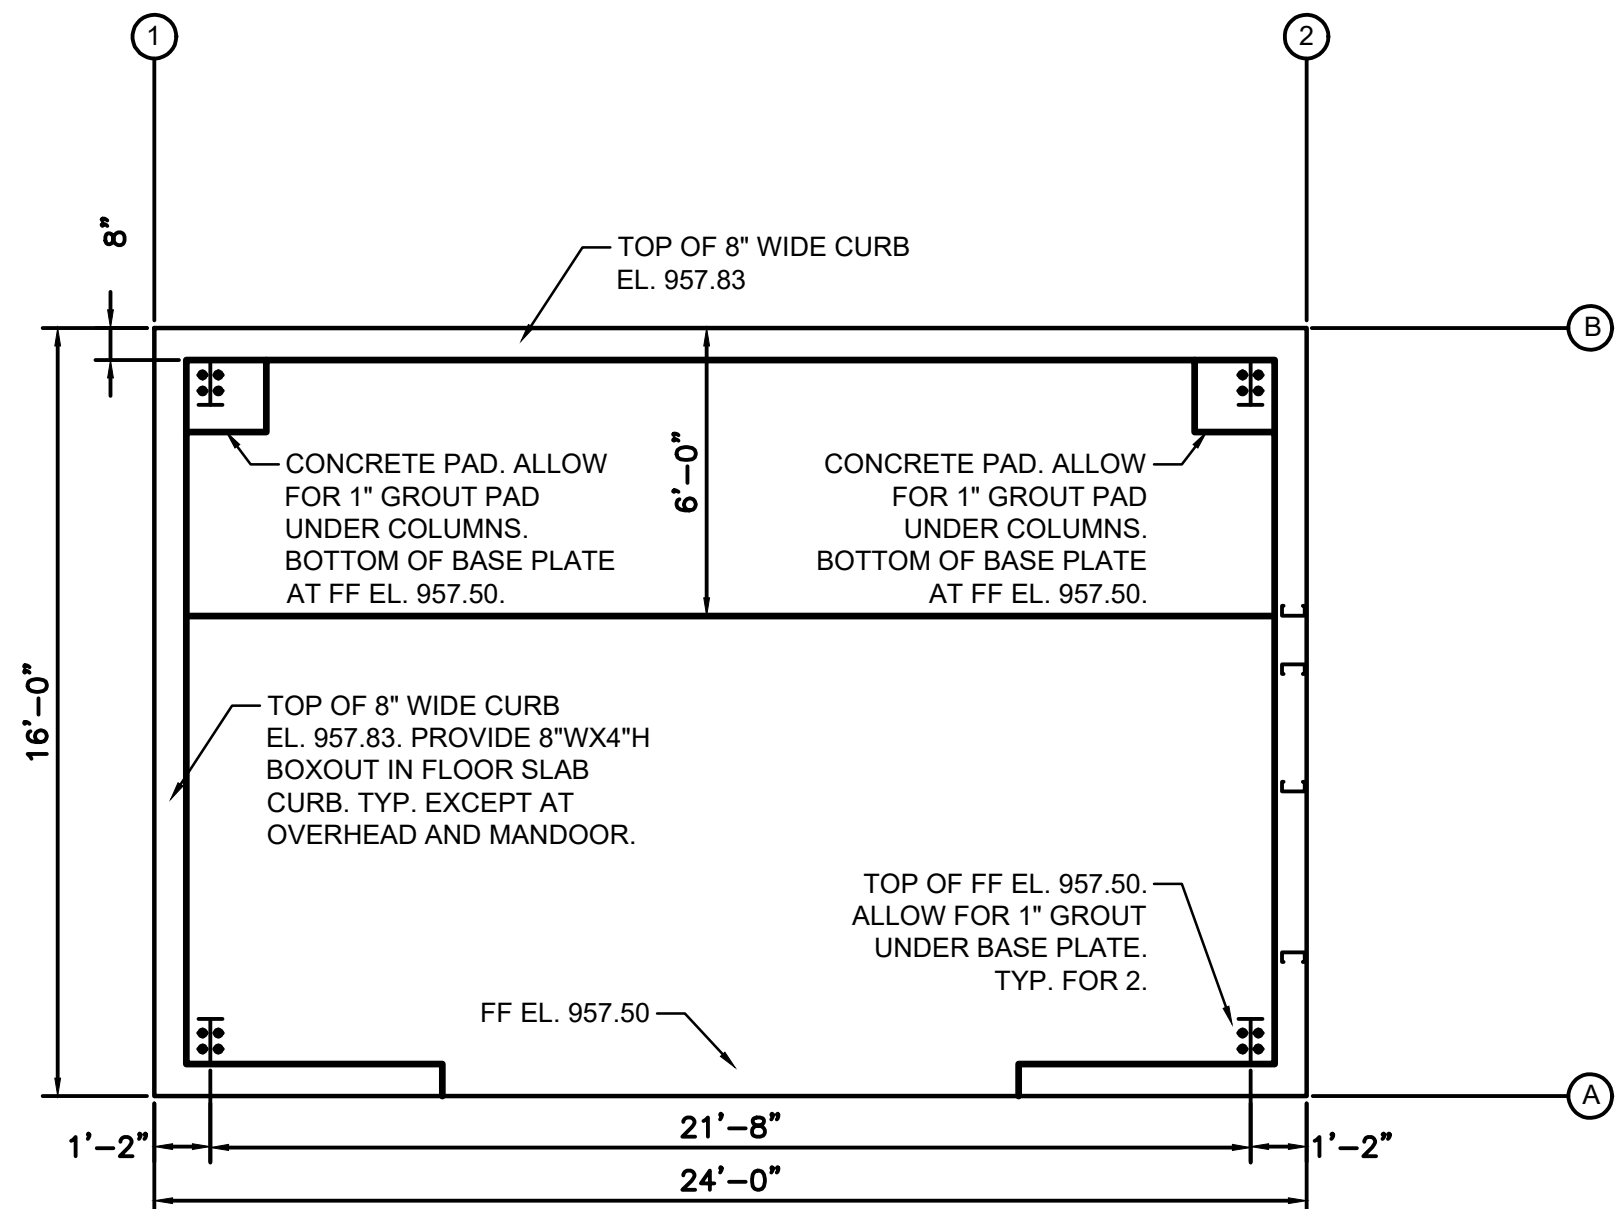 1
2
8"
TOP OF 8" WIDE CURB
EL. 957.83
B
CONCRETE PAD. ALLOW
FOR 1" GROUT PAD
UNDER COLUMNS.
BOTTOM OF BASE PLATE
AT FF EL. 957.50.
6'-0"
CONCRETE PAD. ALLOW
FOR 1" GROUT PAD
UNDER COLUMNS.
BOTTOM OF BASE PLATE
AT FF EL. 957.50.
16'-0"
TOP OF 8" WIDE CURB
EL. 957.83. PROVIDE 8"WX4"H
BOXOUT IN FLOOR SLAB
CURB. TYP. EXCEPT AT
OVERHEAD AND MANDOOR.
TOP OF FF EL. 957.50.
ALLOW FOR 1" GROUT
UNDER BASE PLATE.
TYP. FOR 2.
FF EL. 957.50
A
1'-2"
21'-8"
1'-2"
24'-0"